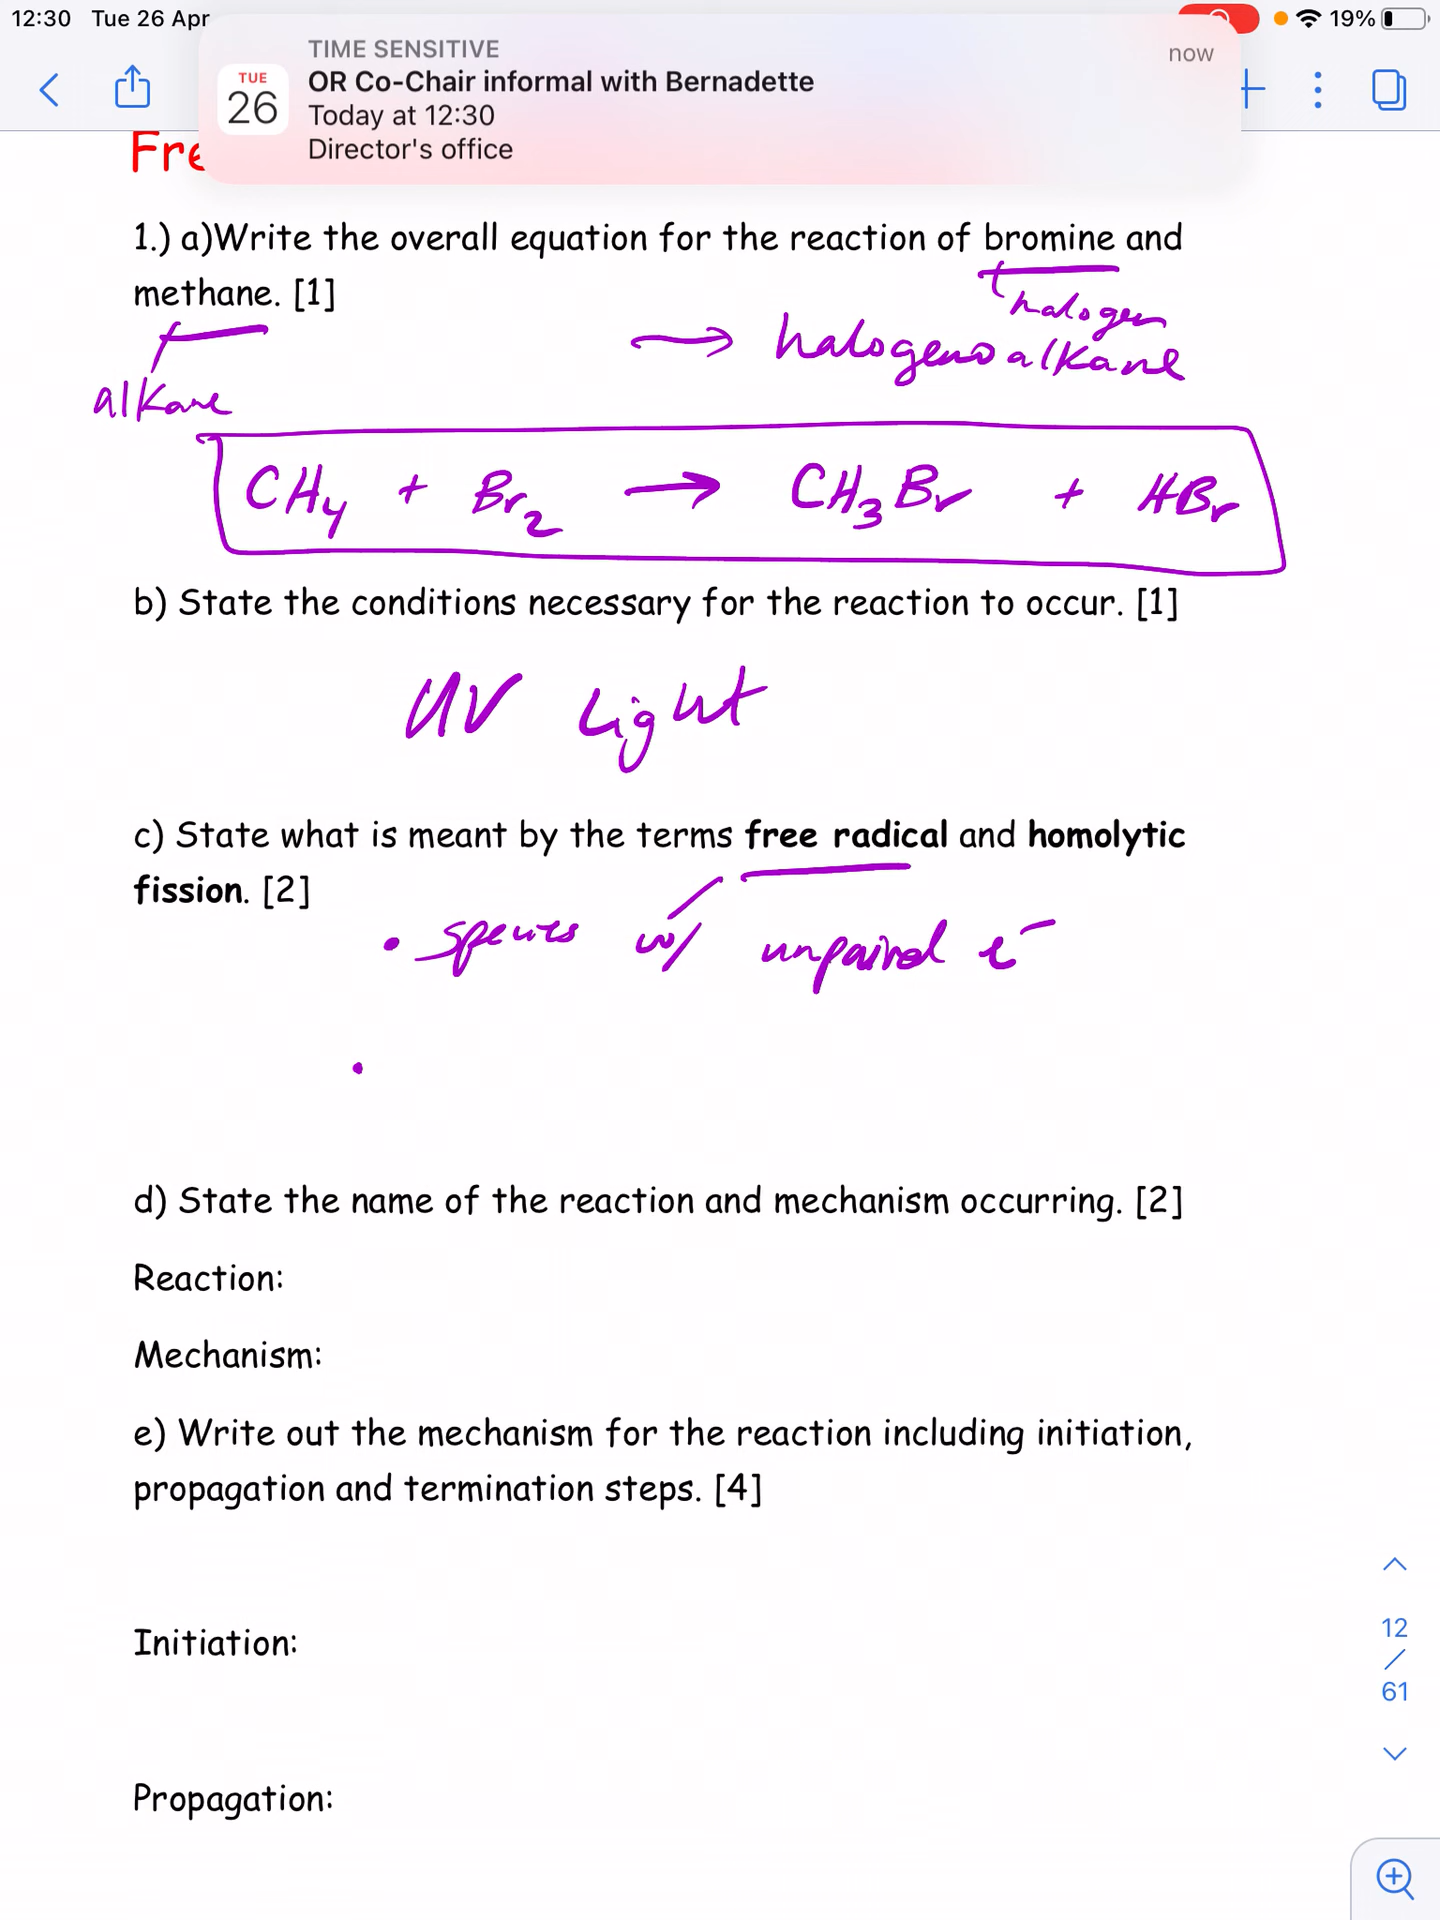 12:30 Tue 26 Apr
19%
TIME SENSITIVE
now
TUE
26
OR Co-Chair informal with Bernadette
Today at 12:30
Director's office
Fre
1.) a)Write the overall equation for the reaction of bromine and
methane. [1]
halogen
→ halogenoalkane
alkane
CH4 + Br2 → CH3Br + HBr
b) State the conditions necessary for the reaction to occur. [1]
UV light
c) State what is meant by the terms free radical and homolytic
fission. [2]
• species w/ unpaired e⁻
•
d) State the name of the reaction and mechanism occurring. [2]
Reaction:
Mechanism:
e) Write out the mechanism for the reaction including initiation,
propagation and termination steps. [4]
Initiation:
12
/
61
Propagation: